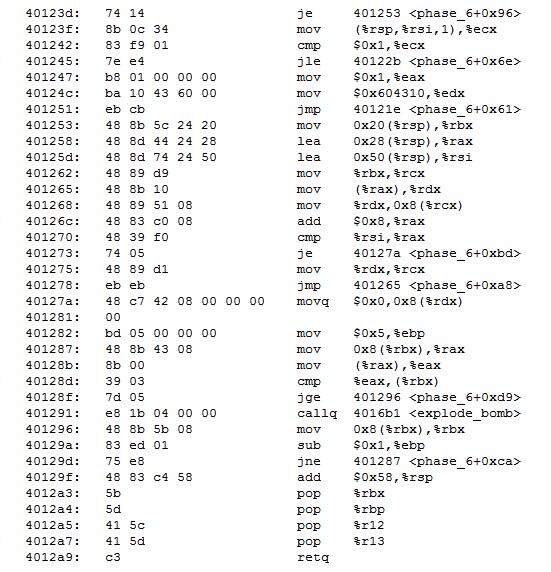 40123d: 74 14 je 401253 <phase_6+0x96>
40123f: 8b 0c 34 mov (%rsp,%rsi,1),%ecx
401242: 83 f9 01 cmp $0x1,%ecx
401245: 7e e4 jle 40122b <phase_6+0x6e>
401247: b8 01 00 00 00 mov $0x1,%eax
40124c: ba 10 43 60 00 mov $0x604310,%edx
401251: eb cb jmp 40121e <phase_6+0x61>
401253: 48 8b 5c 24 20 mov 0x20(%rsp),%rbx
401258: 48 8d 44 24 28 lea 0x28(%rsp),%rax
40125d: 48 8d 74 24 50 lea 0x50(%rsp),%rsi
401262: 48 89 d9 mov %rbx,%rcx
401265: 48 8b 10 mov (%rax),%rdx
401268: 48 89 51 08 mov %rdx,0x8(%rcx)
40126c: 48 83 c0 08 add $0x8,%rax
401270: 48 39 f0 cmp %rsi,%rax
401273: 74 05 je 40127a <phase_6+0xbd>
401275: 48 89 d1 mov %rdx,%rcx
401278: eb eb jmp 401265 <phase_6+0xa8>
40127a: 48 c7 42 08 00 00 00 movq $0x0,0x8(%rdx)
401281: 00
401282: bd 05 00 00 00 mov $0x5,%ebp
401287: 48 8b 43 08 mov 0x8(%rbx),%rax
40128b: 8b 00 mov (%rax),%eax
40128d: 39 03 cmp %eax,(%rbx)
40128f: 7d 05 jge 401296 <phase_6+0xd9>
401291: e8 1b 04 00 00 callq 4016b1 <explode_bomb>
401296: 48 8b 5b 08 mov 0x8(%rbx),%rbx
40129a: 83 ed 01 sub $0x1,%ebp
40129d: 75 e8 jne 401287 <phase_6+0xca>
40129f: 48 83 c4 58 add $0x58,%rsp
4012a3: 5b pop %rbx
4012a4: 5d pop %rbp
4012a5: 41 5c pop %r12
4012a7: 41 5d pop %r13
4012a9: c3 retq